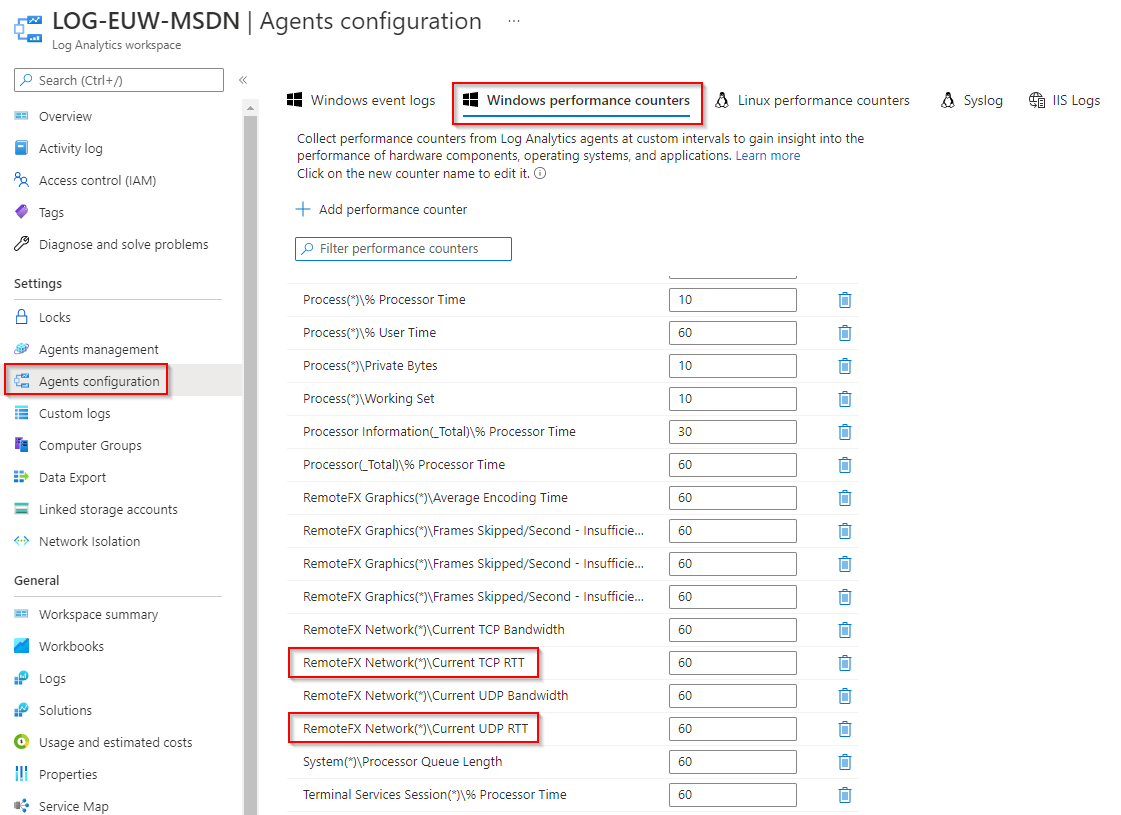 LOG-EUW-MSDN | Agents configuration ...
Log Analytics workspace
Search (Ctrl+/)
«
Overview
Activity log
Access control (IAM)
Tags
Diagnose and solve problems
Settings
Locks
Agents management
Agents configuration
Custom logs
Computer Groups
Data Export
Linked storage accounts
Network Isolation
General
Workspace summary
Workbooks
Logs
Solutions
Usage and estimated costs
Properties
Service Map
Windows event logs
Windows performance counters
Linux performance counters
Syslog
IIS Logs
Collect performance counters from Log Analytics agents at custom intervals to gain insight into the
performance of hardware components, operating systems, and applications. Learn more
Click on the new counter name to edit it.
Add performance counter
Filter performance counters
Process(*)\% Processor Time 10
Process(*)\% User Time 60
Process(*)\Private Bytes 10
Process(*)\Working Set 10
Processor Information(_Total)\% Processor Time 30
Processor(_Total)\% Processor Time 60
RemoteFX Graphics(*)\Average Encoding Time 60
RemoteFX Graphics(*)\Frames Skipped/Second - Insufficie... 60
RemoteFX Graphics(*)\Frames Skipped/Second - Insufficie... 60
RemoteFX Graphics(*)\Frames Skipped/Second - Insufficie... 60
RemoteFX Network(*)\Current TCP Bandwidth 60
RemoteFX Network(*)\Current TCP RTT 60
RemoteFX Network(*)\Current UDP Bandwidth 60
RemoteFX Network(*)\Current UDP RTT 60
System(*)\Processor Queue Length 60
Terminal Services Session(*)\% Processor Time 60